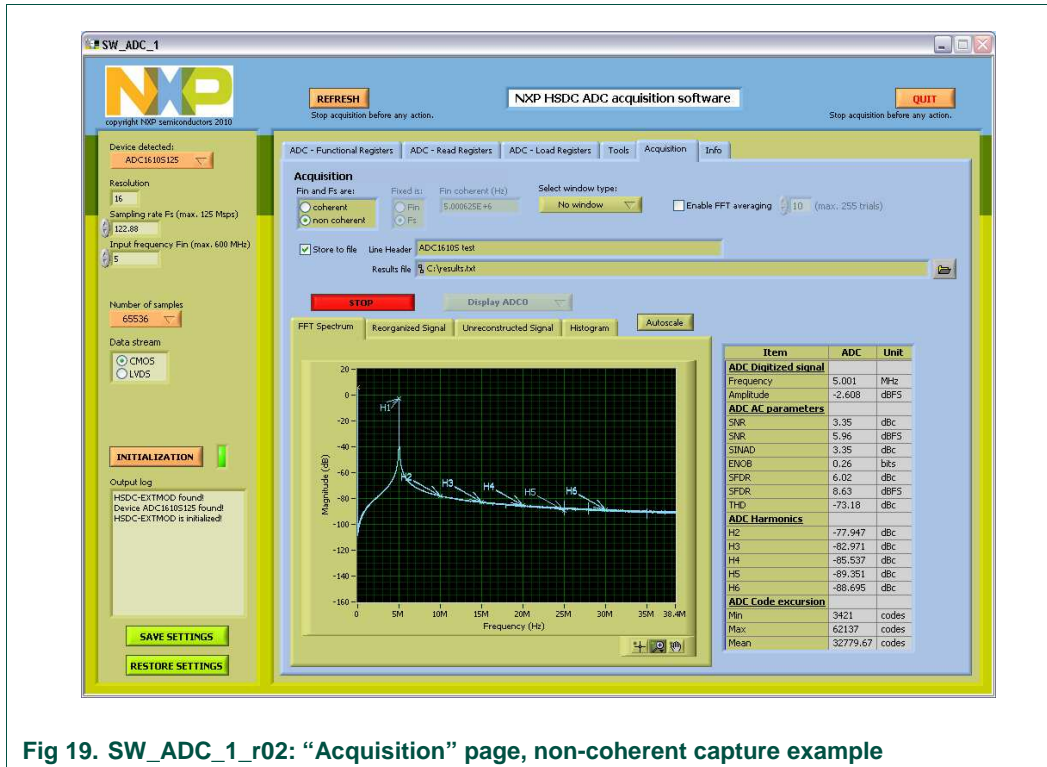 SW_ADC_1
NXP
copyright NXP semiconductors 2010
REFRESH
Stop acquisition before any action.
NXP HSDC ADC acquisition software
QUIT
Stop acquisition before any action.
Device detected:
ADC1610S125
Resolution
16
Sampling rate Fs (max. 125 Msps)
122.88
Input frequency Fin (max. 600 MHz)
5
Number of samples
65536
Data stream
CMOS
LVDS
INITIALIZATION
Output log
HSDC-EXTMOD found!
Device ADC1610S125 found!
HSDC-EXTMOD is initialized!
SAVE SETTINGS
RESTORE SETTINGS
ADC - Functional Registers
ADC - Read Registers
ADC - Load Registers
Tools
Acquisition
Info
Acquisition
Fin and Fs are:
coherent
non coherent
Fixed is:
Fin
Fs
Fin coherent (Hz)
5.000625E+6
Select window type:
No window
Enable FFT averaging
10
(max. 255 trials)
Store to file
Line Header
ADC1610S test
Results file
C:\results.txt
STOP
Display ADC0
FFT Spectrum
Reorganized Signal
Unreconstructed Signal
Histogram
Autoscale
Magnitude (dB)
20
0
-20
-40
-60
-80
-100
-120
-140
-160
H1
H2
H3
H4
H5
H6
0 5M 10M 15M 20M 25M 30M 35M 38.4M
Frequency (Hz)
Item ADC Unit
ADC Digitized signal
Frequency 5.001 MHz
Amplitude -2.608 dBFS
ADC AC parameters
SNR 3.35 dBc
SNR 5.96 dBFS
SINAD 3.35 dBc
ENOB 0.26 bits
SFDR 6.02 dBc
SFDR 8.63 dBFS
THD -73.18 dBc
ADC Harmonics
H2 -77.947 dBc
H3 -82.971 dBc
H4 -85.537 dBc
H5 -89.351 dBc
H6 -88.695 dBc
ADC Code excursion
Min 3421 codes
Max 62137 codes
Mean 32779.67 codes
Fig 19. SW_ADC_1_r02: “Acquisition” page, non-coherent capture example